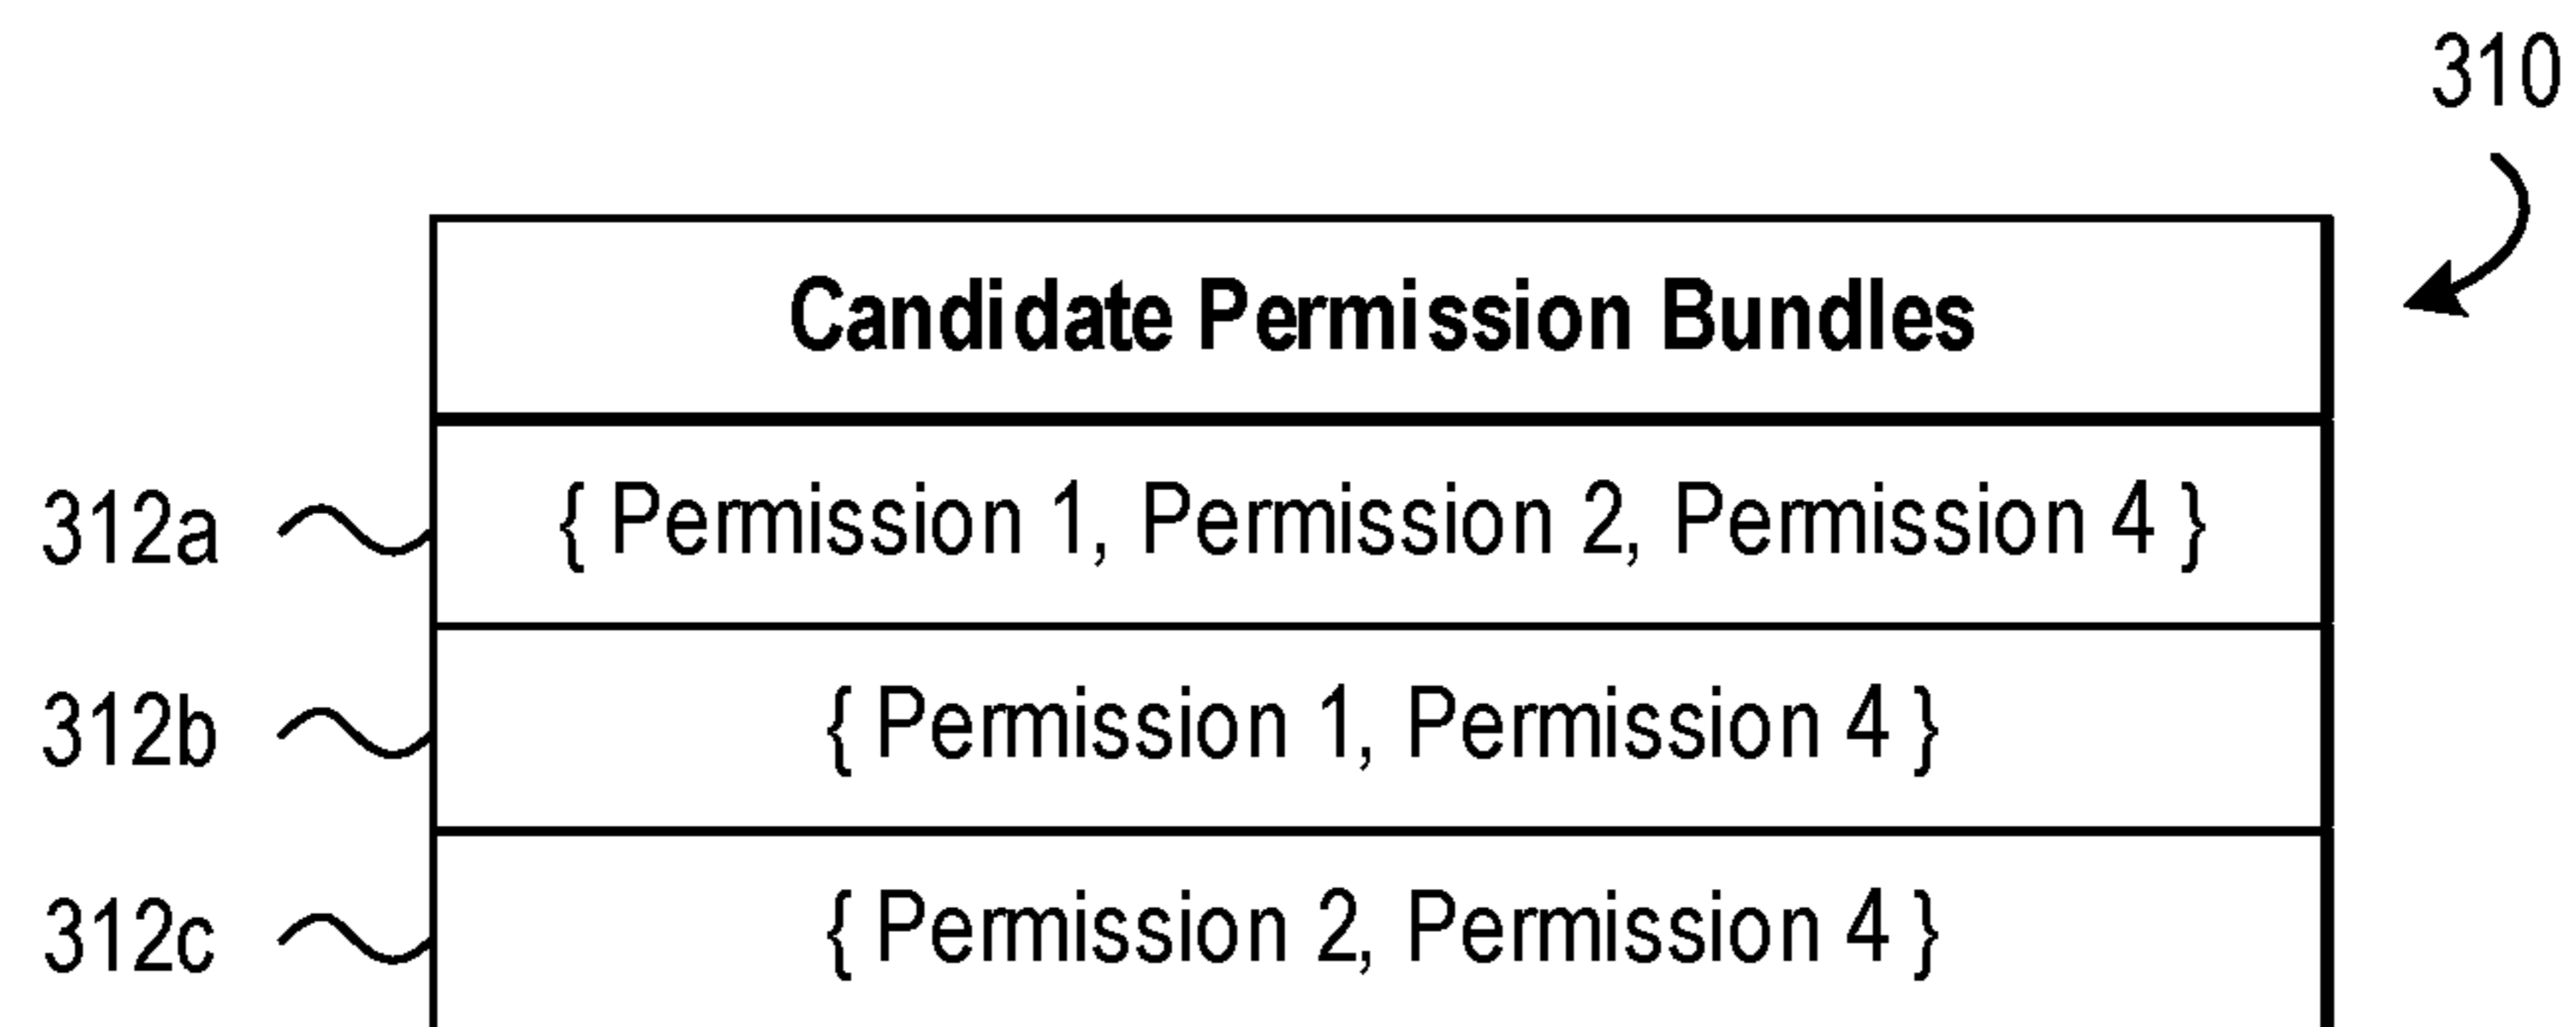 310
Candidate Permission Bundles
312a { Permission 1, Permission 2, Permission 4 }
312b { Permission 1, Permission 4 }
312c { Permission 2, Permission 4 }